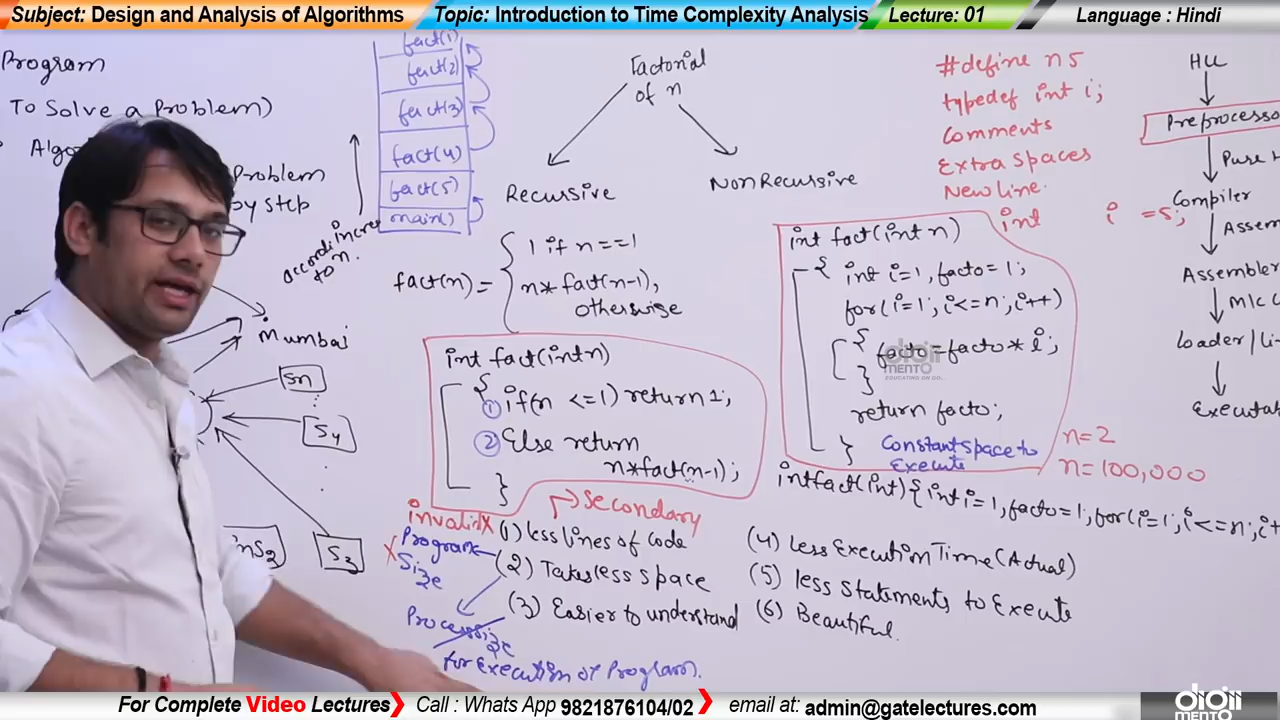 Subject: Design and Analysis of Algorithms
Topic: Introduction to Time Complexity Analysis
Lecture: 01
Language : Hindi
Program
To Solve a Problem)
Problem
by step
fact(1)
fact(2)
fact(3)
fact(4)
fact(5)
main()
to n.
Mumbai
Sn
S4
S3
Factorial
of n
Recursive
Non Recursive
fact(n) =
1 if n==1
n*fact(n-1),
otherwise
int fact(int n)
{
① if(n <=1) return 1;
② Else return
n*fact(n-1);
}
int fact(int n)
{ int i=1, facto=1;
for(i=1; i<=n; i++)
{ facto=facto * i;
}
return facto;
}
Constant space to
Execute
#define n 5
typedef int i;
Comments
Extra spaces
New line.
int i =5;
HLL
Preprocesso
Pure H
Compiler
Assem
Assembler
M/c C
Loader/Li
Executa
n=2
n=100,000
int fact(int){int i=1,facto=1;for(i=1;i<=n;i+
Secondary
invalid X
X Program
Size
(1) less lines of code
(2) Takes less space
(3) Easier to understand
(4) less Execution Time (Actual)
(5) less Statements to Execute
(6) Beautiful.
for Execution of Program.
didi
MENTO
EDUCATING ON GO..
For Complete Video Lectures
Call : Whats App 9821876104/02
email at: admin@gatelectures.com